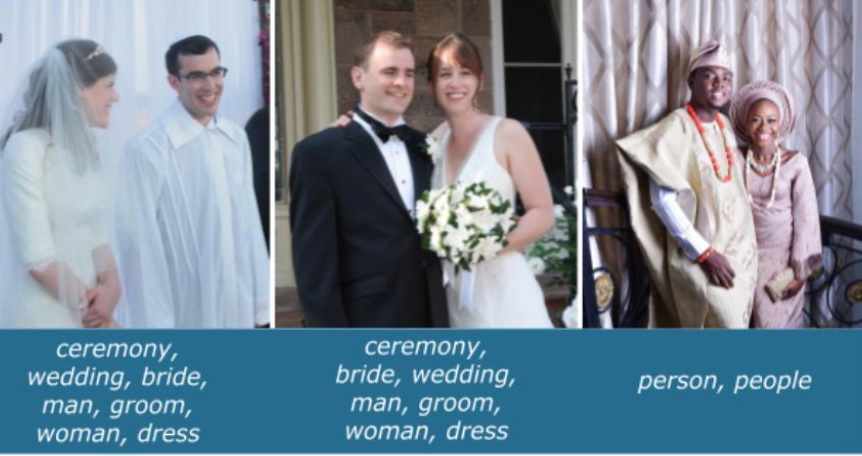 ceremony,
wedding, bride,
man, groom,
woman, dress
ceremony,
bride, wedding,
man, groom,
woman, dress
person, people